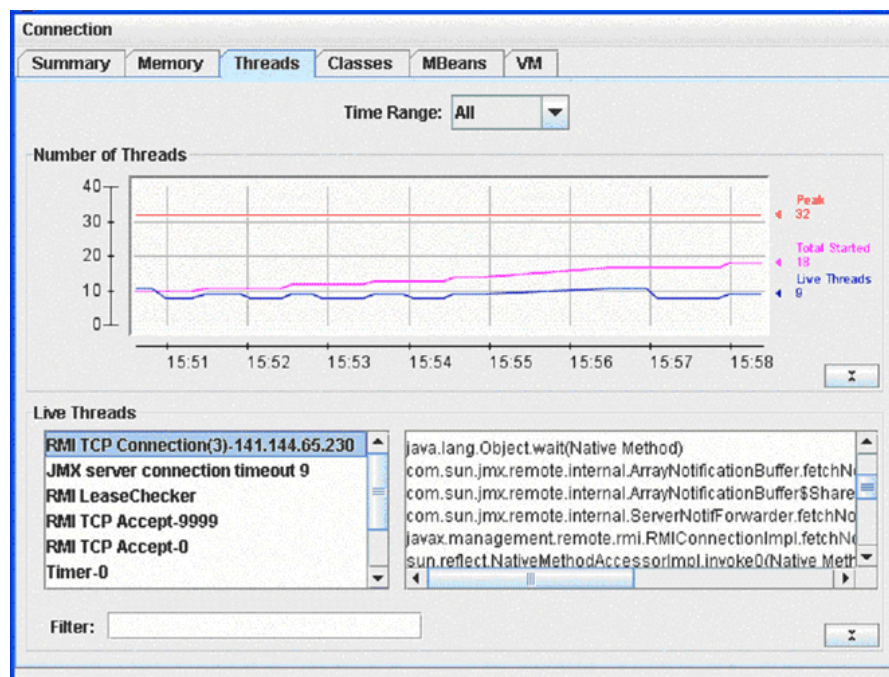 Connection
Summary Memory Threads Classes MBeans VM
Time Range: All
Number of Threads
40
30
20
10
0
Peak
32
Total Started
18
Live Threads
9
15:51 15:52 15:53 15:54 15:55 15:56 15:57 15:58
Live Threads
RMI TCP Connection(3)-141.144.65.230
JMX server connection timeout 9
RMI LeaseChecker
RMI TCP Accept-9999
RMI TCP Accept-0
Timer-0
java.lang.Object.wait(Native Method)
com.sun.jmx.remote.internal.ArrayNotificationBuffer.fetchN
com.sun.jmx.remote.internal.ArrayNotificationBuffer$Share
com.sun.jmx.remote.internal.ServerNotifForwarder.fetchNo
javax.management.remote.rmi.RMIConnectionImpl.fetchN
sun.reflect.NativeMethodAccessorImpl.invoke0(Native Meth
Filter: